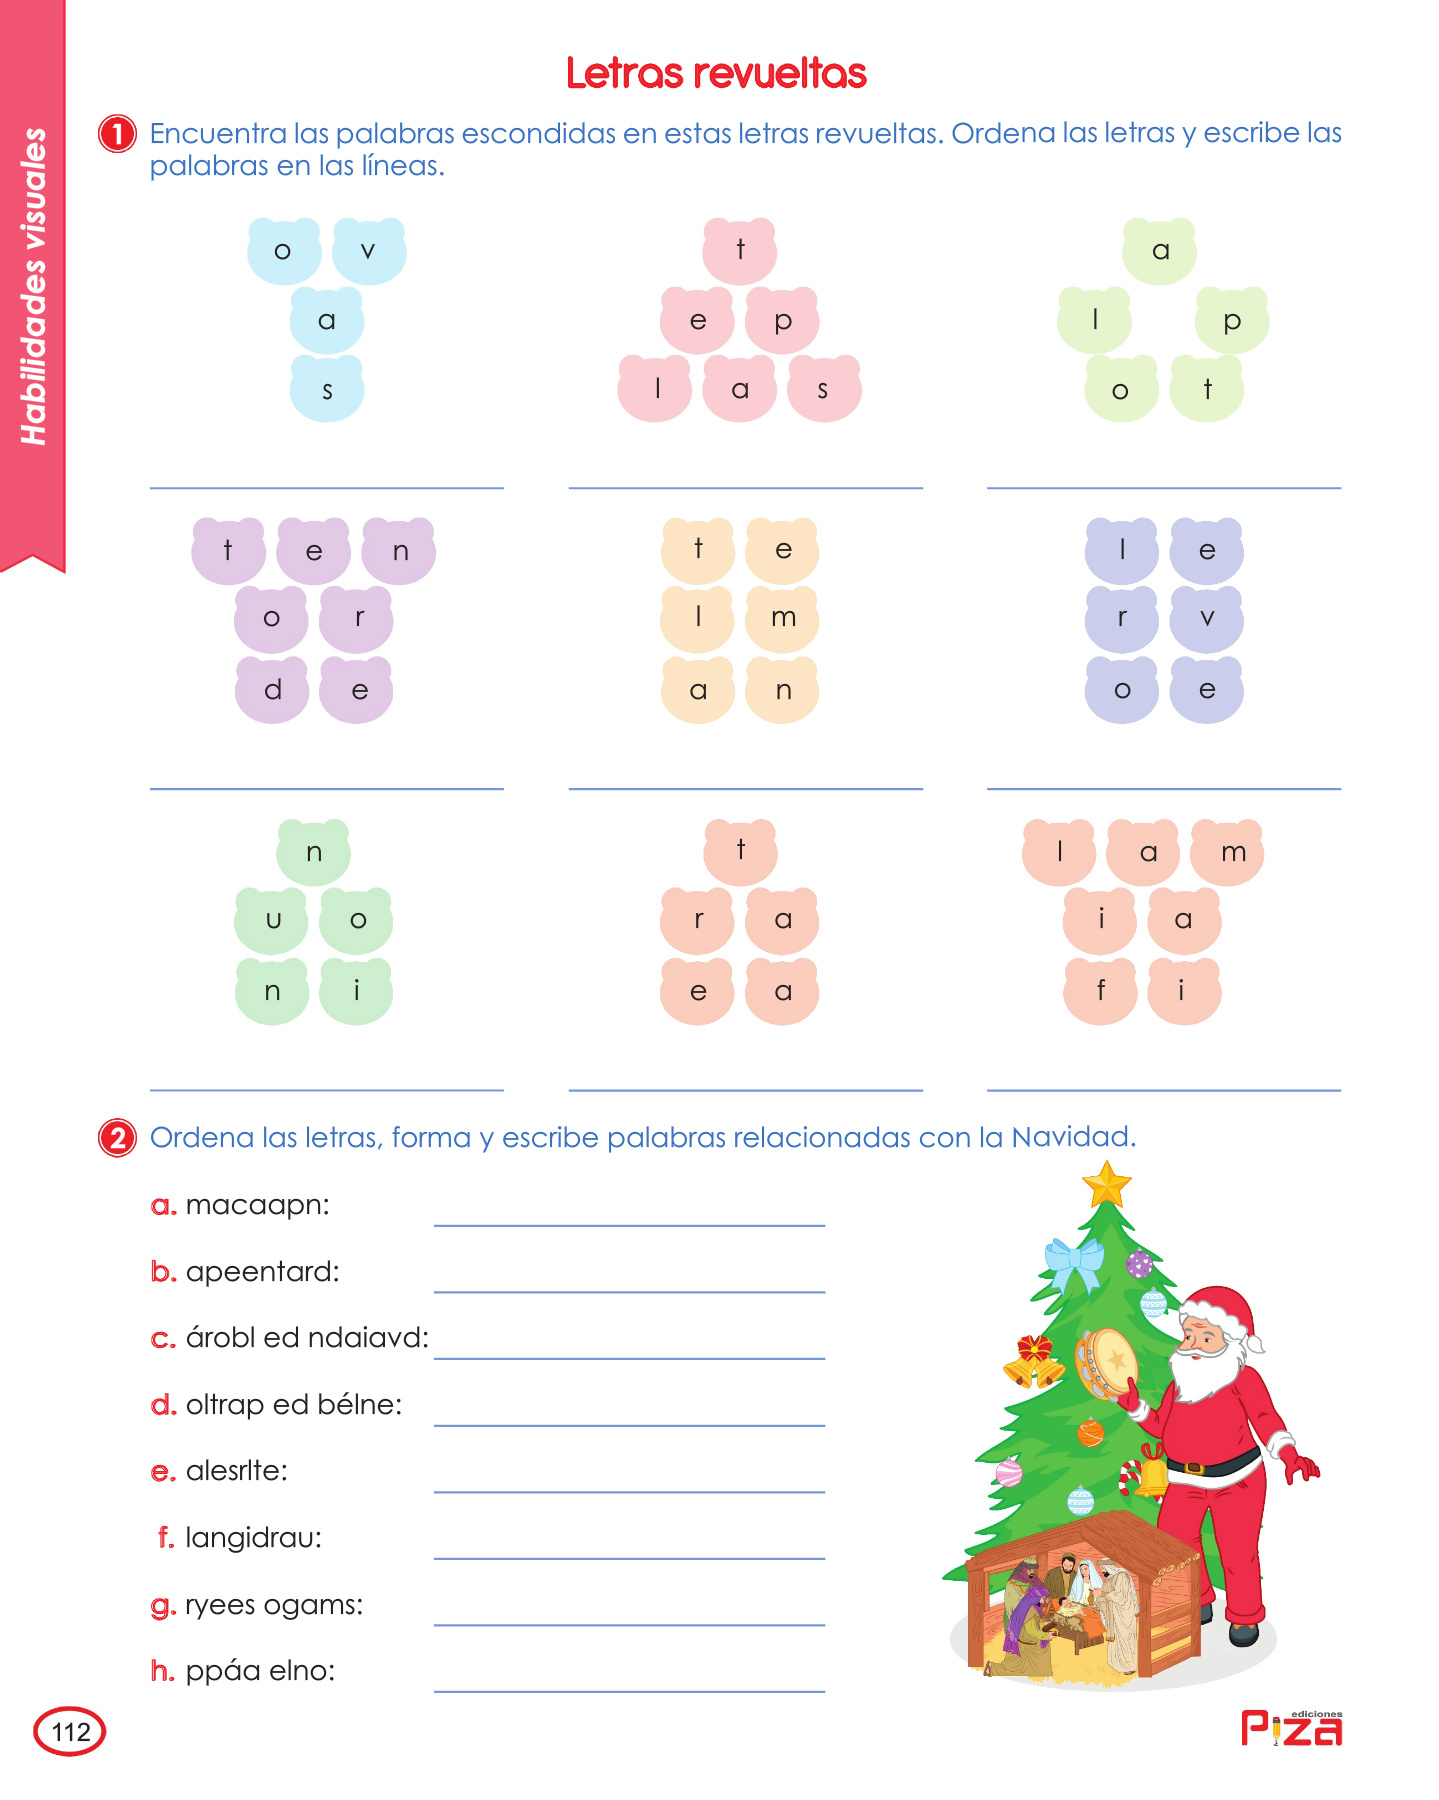 Habilidades visuales
Letras revueltas
1 Encuentra las palabras escondidas en estas letras revueltas. Ordena las letras y escribe las
palabras en las líneas.
o v
a
s
t
e p
l a s
a
l p
o t
t e n
o r
d e
t e
l m
a n
l e
r v
o e
n
u o
n i
t
r a
e a
l a m
i a
f i
2 Ordena las letras, forma y escribe palabras relacionadas con la Navidad.
a. macaapn:
b. apeentard:
c. árobl ed ndaiavd:
d. oltrap ed bélne:
e. alesrlte:
f. langidrau:
g. ryees ogams:
h. ppáa elno:
112
ediciones
Piza